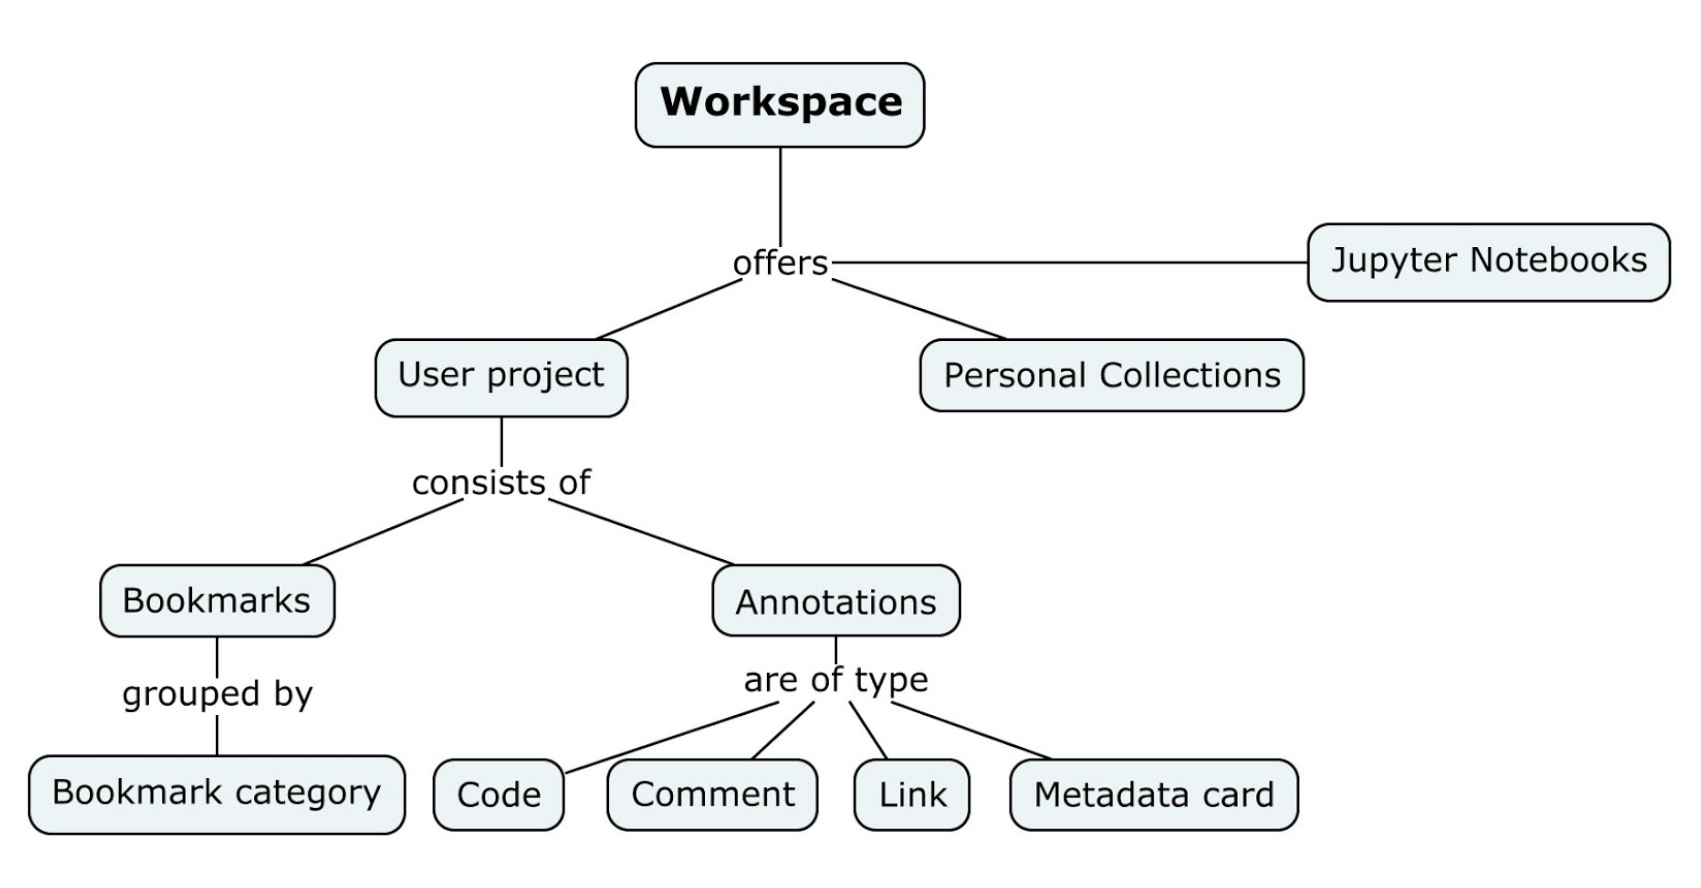 Workspace
offers
Jupyter Notebooks
User project
Personal Collections
consists of
Bookmarks
Annotations
are of type
grouped by
Bookmark category
Code
Comment
Link
Metadata card